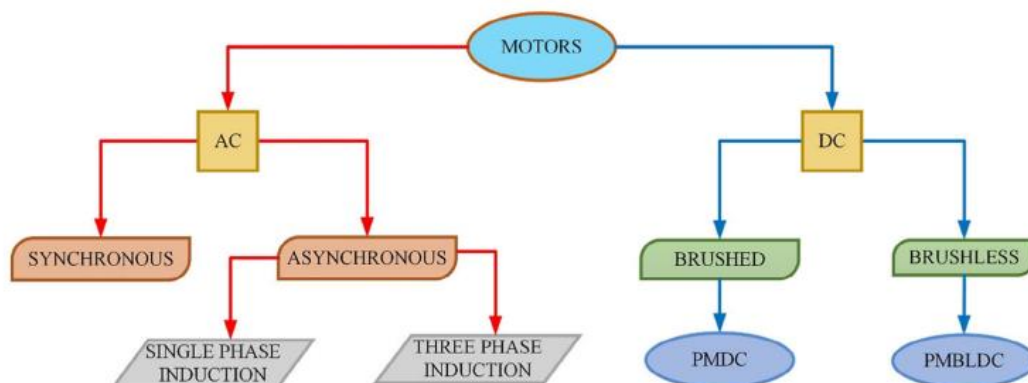 MOTORS
AC
DC
SYNCHRONOUS
ASYNCHRONOUS
BRUSHED
BRUSHLESS
SINGLE PHASE
INDUCTION
THREE PHASE
INDUCTION
PMDC
PMBLDC